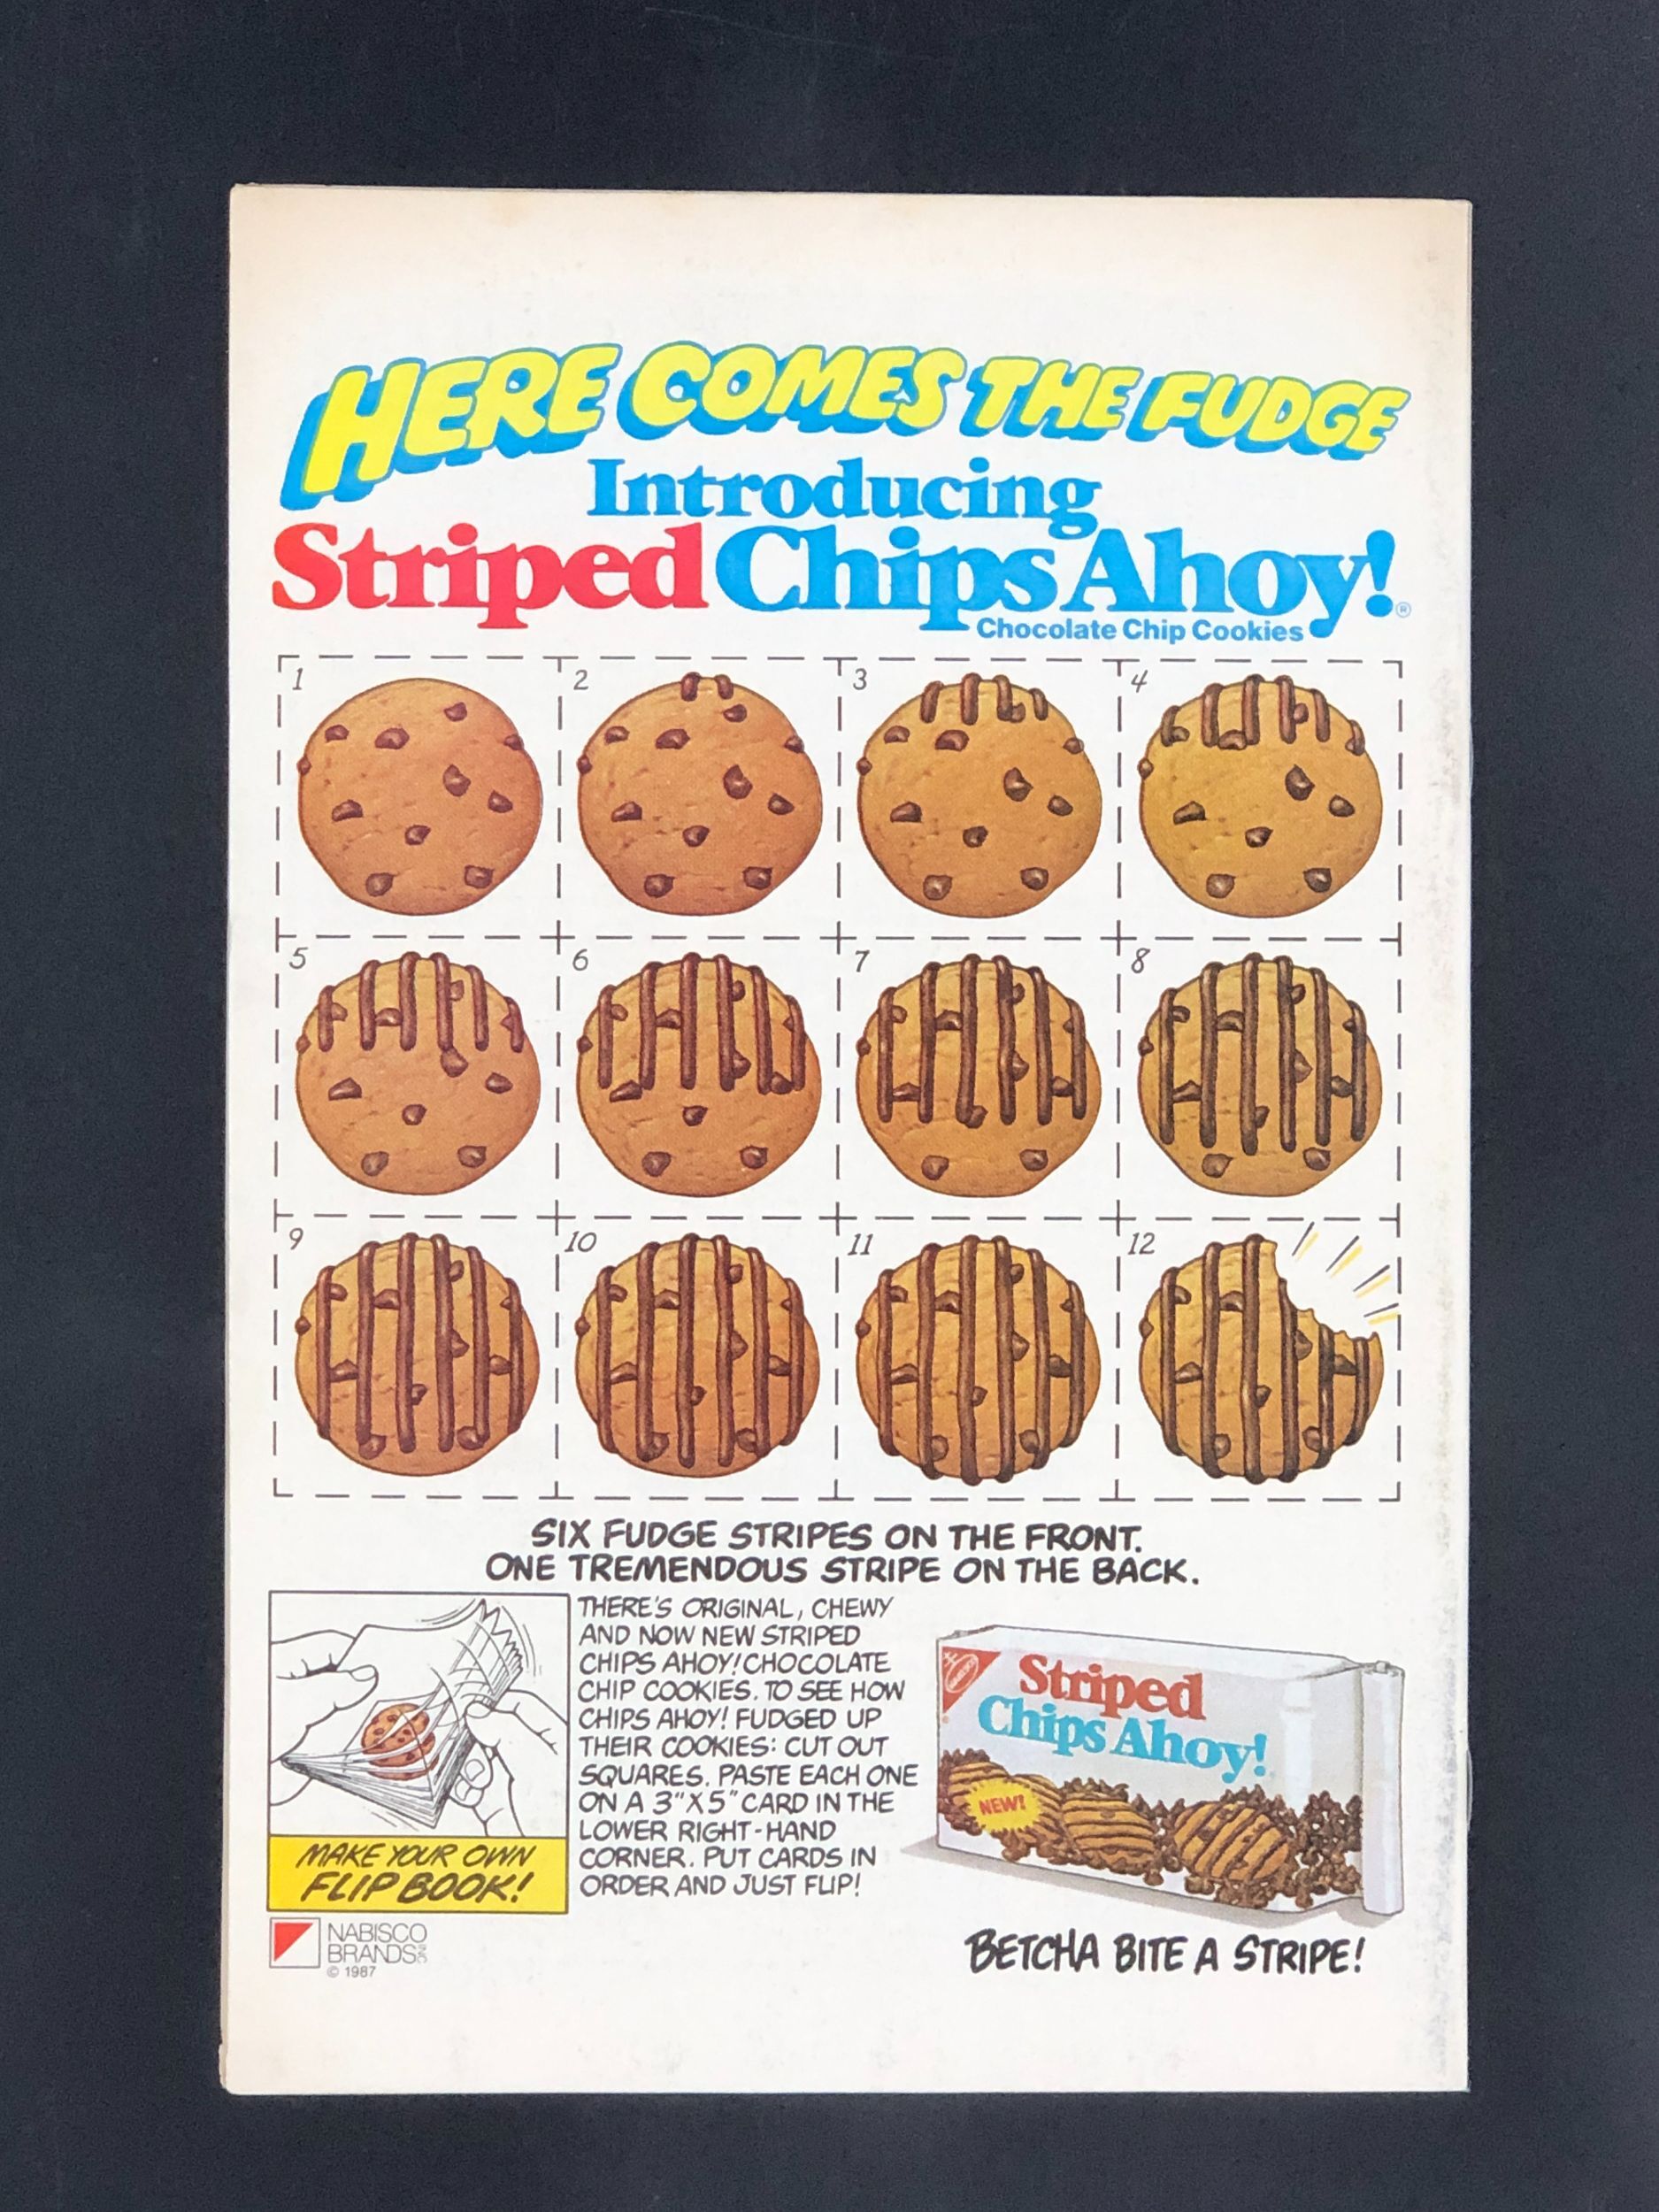 HERE COMES THE FUDGE
Introducing
Striped Chips Ahoy!®
Chocolate Chip Cookies
1
2
3
4
5
6
7
8
9
10
11
12
SIX FUDGE STRIPES ON THE FRONT.
ONE TREMENDOUS STRIPE ON THE BACK.
THERE'S ORIGINAL, CHEWY
AND NOW NEW STRIPED
CHIPS AHOY! CHOCOLATE
CHIP COOKIES. TO SEE HOW
CHIPS AHOY! FUDGED UP
THEIR COOKIES: CUT OUT
SQUARES. PASTE EACH ONE
ON A 3"X5" CARD IN THE
LOWER RIGHT-HAND
CORNER. PUT CARDS IN
ORDER AND JUST FLIP!
MAKE YOUR OWN
FLIP BOOK!
NABISCO
Striped
Chips Ahoy!
NEW!
NABISCO
BRANDS INC
© 1987
BETCHA BITE A STRIPE!